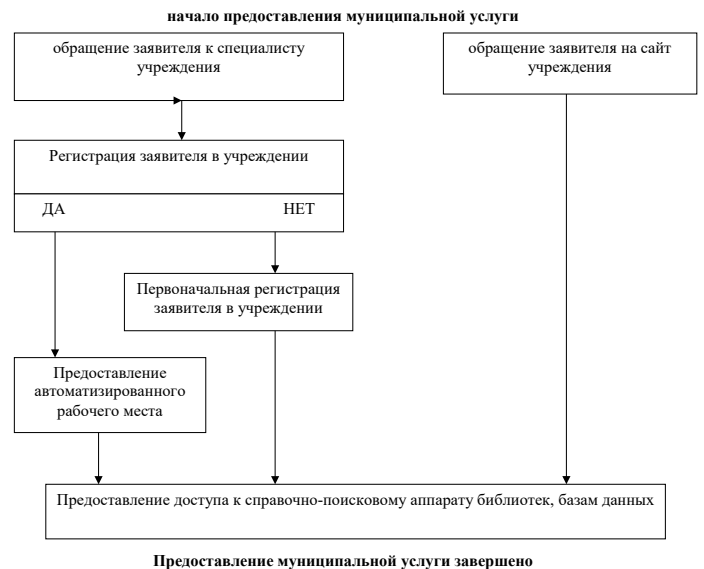 начало предоставления муниципальной услуги
обращение заявителя к специалисту
учреждения
обращение заявителя на сайт
учреждения
Регистрация заявителя в учреждении
ДА НЕТ
Первоначальная регистрация
заявителя в учреждении
Предоставление
автоматизированного
рабочего места
Предоставление доступа к справочно-поисковому аппарату библиотек, базам данных
Предоставление муниципальной услуги завершено